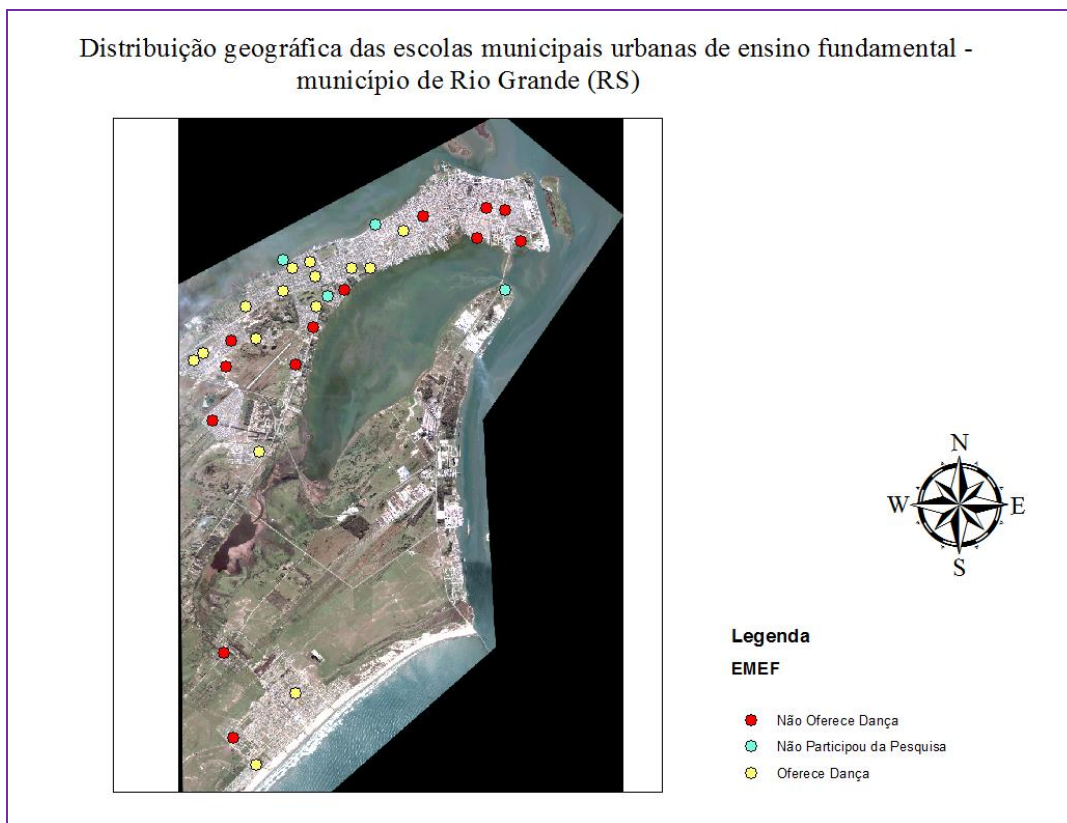 Distribuição geográfica das escolas municipais urbanas de ensino fundamental -
município de Rio Grande (RS)
N
W E
S
Legenda
EMEF
Não Oferece Dança
Não Participou da Pesquisa
Oferece Dança